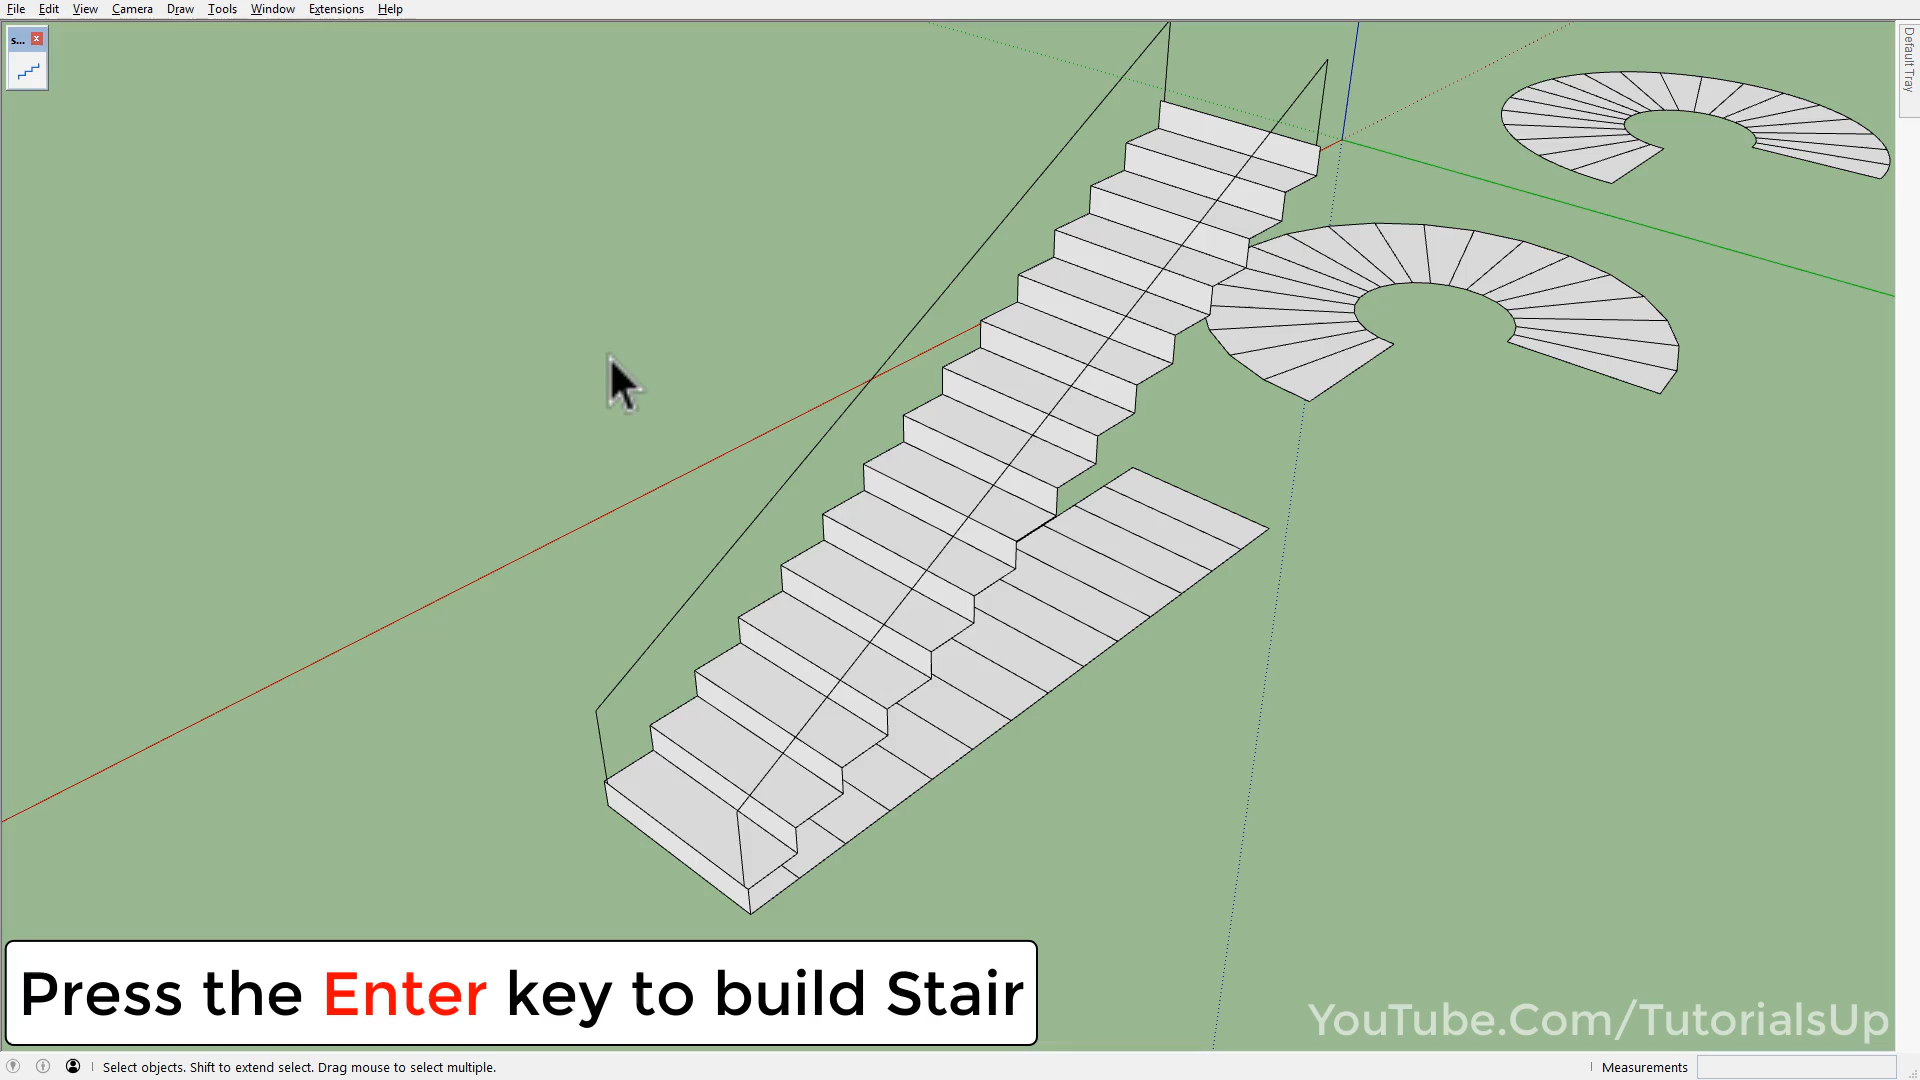 File Edit View Camera Draw Tools Window Extensions Help
s...
Default Tray
Press the Enter key to build Stair
YouTube.Com/TutorialsUp
Select objects. Shift to extend select. Drag mouse to select multiple.
Measurements